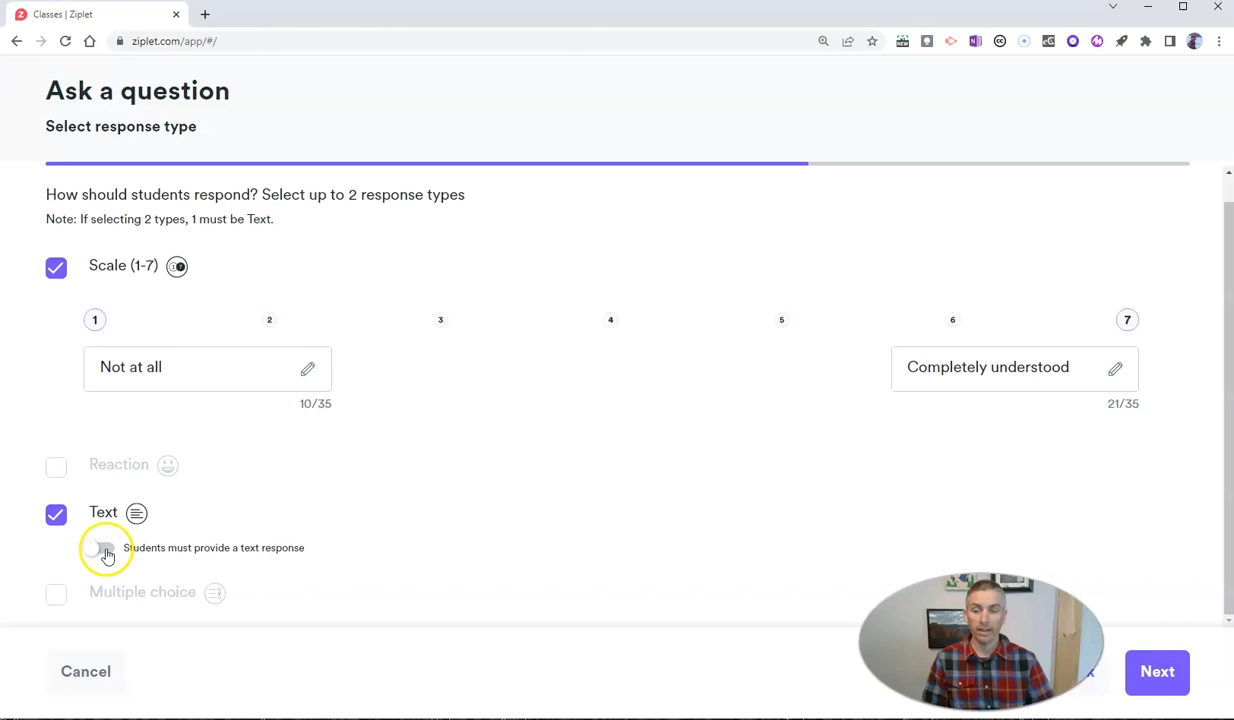 Classes | Ziplet
ziplet.com/app/#/
Ask a question
Select response type
How should students respond? Select up to 2 response types
Note: If selecting 2 types, 1 must be Text.
Scale (1-7)
1 2 3 4 5 6 7
Not at all
Completely understood
10/35
21/35
Reaction
Text
Students must provide a text response
Multiple choice
Cancel
Next